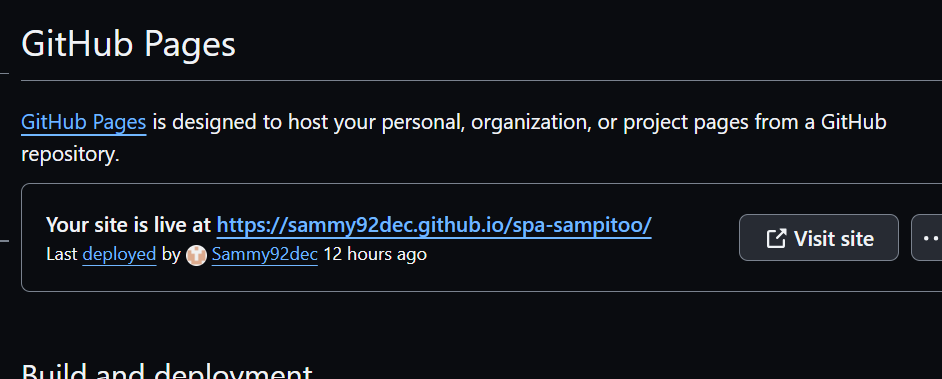 GitHub Pages
GitHub Pages is designed to host your personal, organization, or project pages from a GitHub
repository.
Your site is live at https://sammy92dec.github.io/spa-sampitoo/
Last deployed by Sammy92dec 12 hours ago
Visit site
Build and deployment